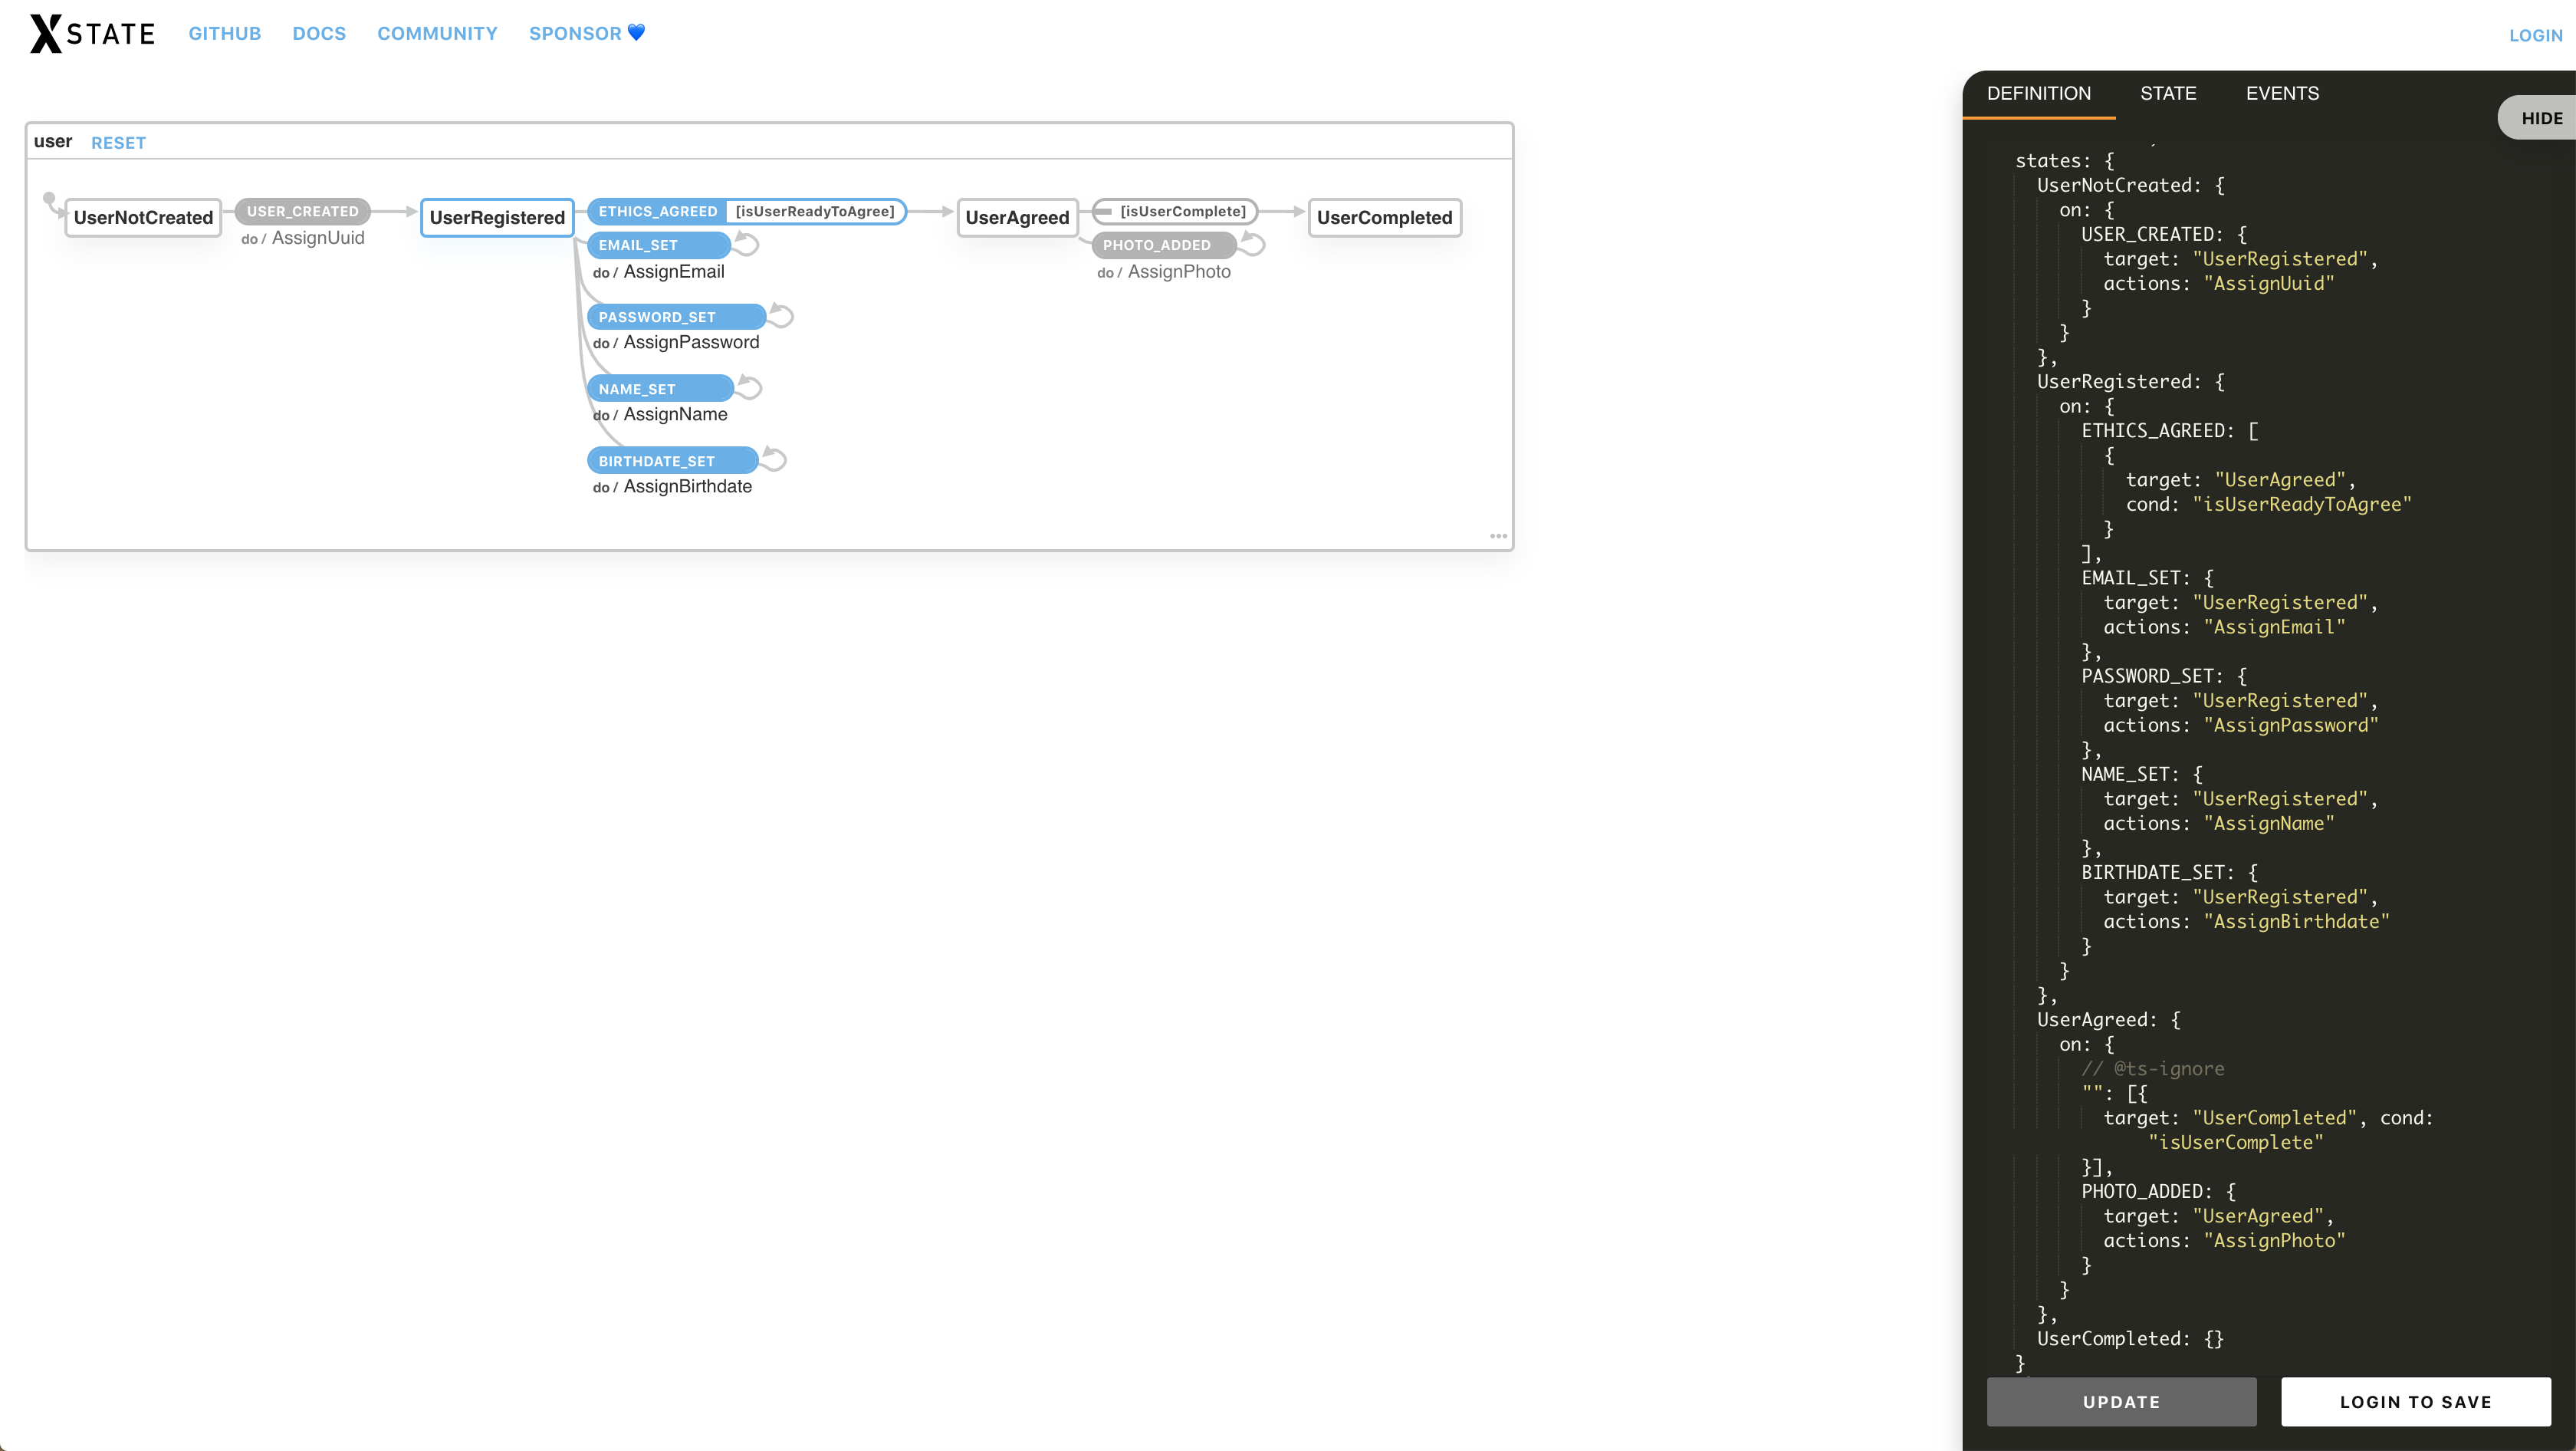 XSTATE GITHUB DOCS COMMUNITY SPONSOR 💙 LOGIN
user RESET
UserNotCreated USER_CREATED UserRegistered ETHICS_AGREED [isUserReadyToAgree] UserAgreed [isUserComplete] UserCompleted
do / AssignUuid EMAIL_SET PHOTO_ADDED
do / AssignEmail do / AssignPhoto
PASSWORD_SET
do / AssignPassword
NAME_SET
do / AssignName
BIRTHDATE_SET
do / AssignBirthdate
DEFINITION STATE EVENTS
HIDE
states: {
UserNotCreated: {
on: {
USER_CREATED: {
target: "UserRegistered",
actions: "AssignUuid"
}
}
},
UserRegistered: {
on: {
ETHICS_AGREED: [
{
target: "UserAgreed",
cond: "isUserReadyToAgree"
}
],
EMAIL_SET: {
target: "UserRegistered",
actions: "AssignEmail"
},
PASSWORD_SET: {
target: "UserRegistered",
actions: "AssignPassword"
},
NAME_SET: {
target: "UserRegistered",
actions: "AssignName"
},
BIRTHDATE_SET: {
target: "UserRegistered",
actions: "AssignBirthdate"
}
}
},
UserAgreed: {
on: {
// @ts-ignore
"": [{
target: "UserCompleted", cond:
"isUserComplete"
}],
PHOTO_ADDED: {
target: "UserAgreed",
actions: "AssignPhoto"
}
}
},
UserCompleted: {}
}
UPDATE LOGIN TO SAVE